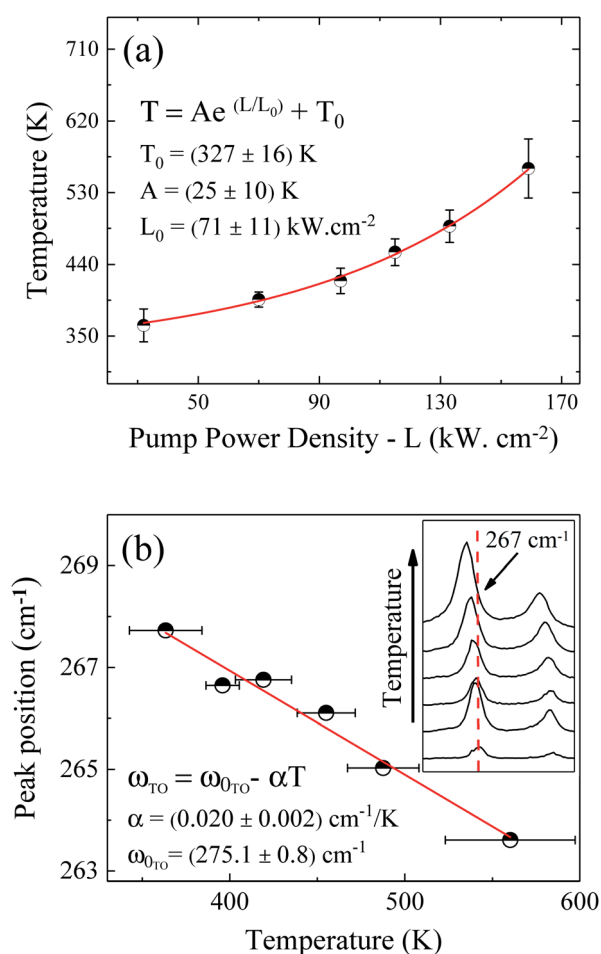 (a)
T = Ae (L/L0) + T0
T0 = (327 ± 16) K
A = (25 ± 10) K
L0 = (71 ± 11) kW.cm-2
Temperature (K)
710
620
530
440
350
50 90 130 170
Pump Power Density - L (kW. cm-2)
(b)
267 cm-1
Temperature
Peak position (cm-1)
269
267
265
263
ωTO = ω0TO - αT
α = (0.020 ± 0.002) cm-1/K
ω0TO = (275.1 ± 0.8) cm-1
400 500 600
Temperature (K)